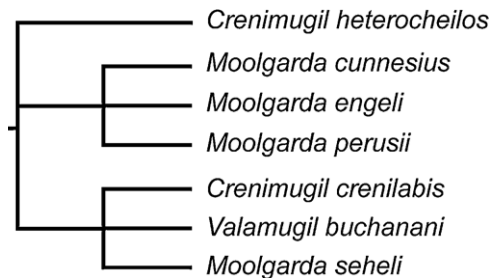 Crenimugil heterocheilos
Moolgarda cunnesius
Moolgarda engeli
Moolgarda perusii
Crenimugil crenilabis
Valamugil buchanani
Moolgarda seheli